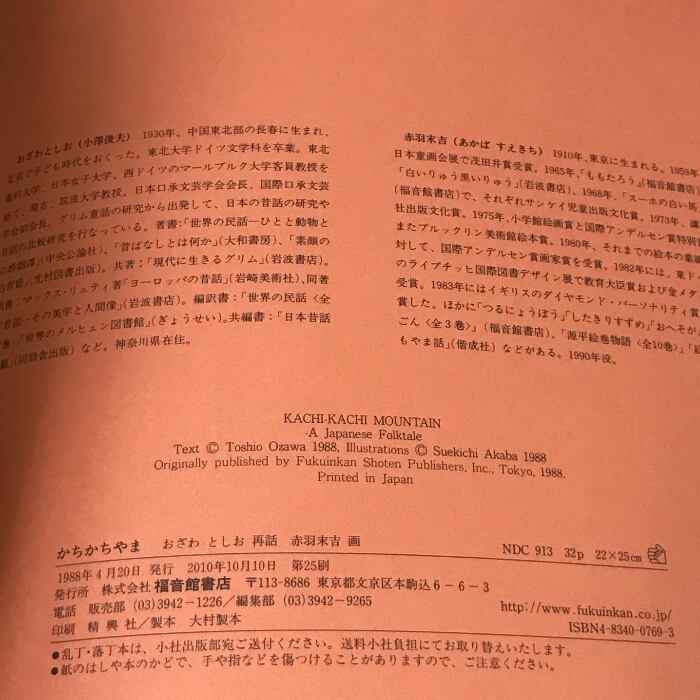 おざわとしお(小澤俊夫) 1930年、中国東北部の長春に生まれ、
北京で子ども時代をおくった。東北大学ドイツ文学科を卒業。東北
薬科大学、日本女子大学、西ドイツのマールブルク大学客員教授を
経て、現在、筑波大学教授。日本口承文芸学会会長、国際口承文芸
学会副会長。グリム童話の研究から出発して、日本の昔話の研究や
昔話の比較研究を行なっている。著書:「世界の民話─ひとと動物と
の婚姻譚」(中央公論社)、「昔ばなしとは何か」(大和書房)、「素顔の
白雪姫」(光村図書出版)。共著:「現代に生きるグリム」(岩波書店)。
訳書:マックス・リュティ著「ヨーロッパの昔話」(岩崎美術社)、同著
「昔話─その美学と人間像」(岩波書店)。編訳書:「世界の民話〈全
巻〉」「世界のメルヒェン図書館」(ぎょうせい)。共編書:「日本昔話
観」(同朋舎出版)など。神奈川県在住。
赤羽末吉(あかば すえきち) 1910年、東京に生まれる。1959年
日本童画会展で茂田井賞受賞。1965年、「ももたろう」(福音館書店)
「白いりゅう黒いりゅう」(岩波書店)、1968年、「スーホの白い馬
(福音館書店)で、それぞれサンケイ児童出版文化賞。1973年、講
社出版文化賞。1975年、小学館絵画賞と国際アンデルセン賞特別
またブルックリン美術館絵本賞。1980年、それまでの絵本の業績
対して、国際アンデルセン賞画家賞を受賞。1982年には、東ド
のライプチッヒ国際図書デザイン展で教育大臣賞および金メダ
受賞。1983年にはイギリスのダイヤモンド・パーソナリティ賞
賞した。ほかに「つるにょうぼう」「したきりすずめ」「おへそか
ごん〈全3巻〉」(福音館書店)、「源平絵巻物語〈全10巻〉」
もやま話」(偕成社)などがある。1990年没。
KACHI-KACHI MOUNTAIN
A Japanese Folktale
Text © Toshio Ozawa 1988, Illustrations © Suekichi Akaba 1988
Originally published by Fukuinkan Shoten Publishers, Inc., Tokyo, 1988.
Printed in Japan
かちかちやま おざわ としお 再話 赤羽末吉 画
NDC 913 32p 22×25cm
1988年4月20日 発行 2010年10月10日 第25刷
発行所 株式会社 福音館書店 〒113-8686 東京都文京区本駒込6-6-3
電話 販売部(03)3942-1226/編集部(03)3942-9265
http://www.fukuinkan.co.jp/
印刷 精興社/製本 大村製本
ISBN4-8340-0769-3
●乱丁・落丁本は、小社出版部宛ご送付ください。送料小社負担にてお取り替えいたします。
●紙のはしや本のかどで、手や指などを傷つけることがありますので、ご注意ください。